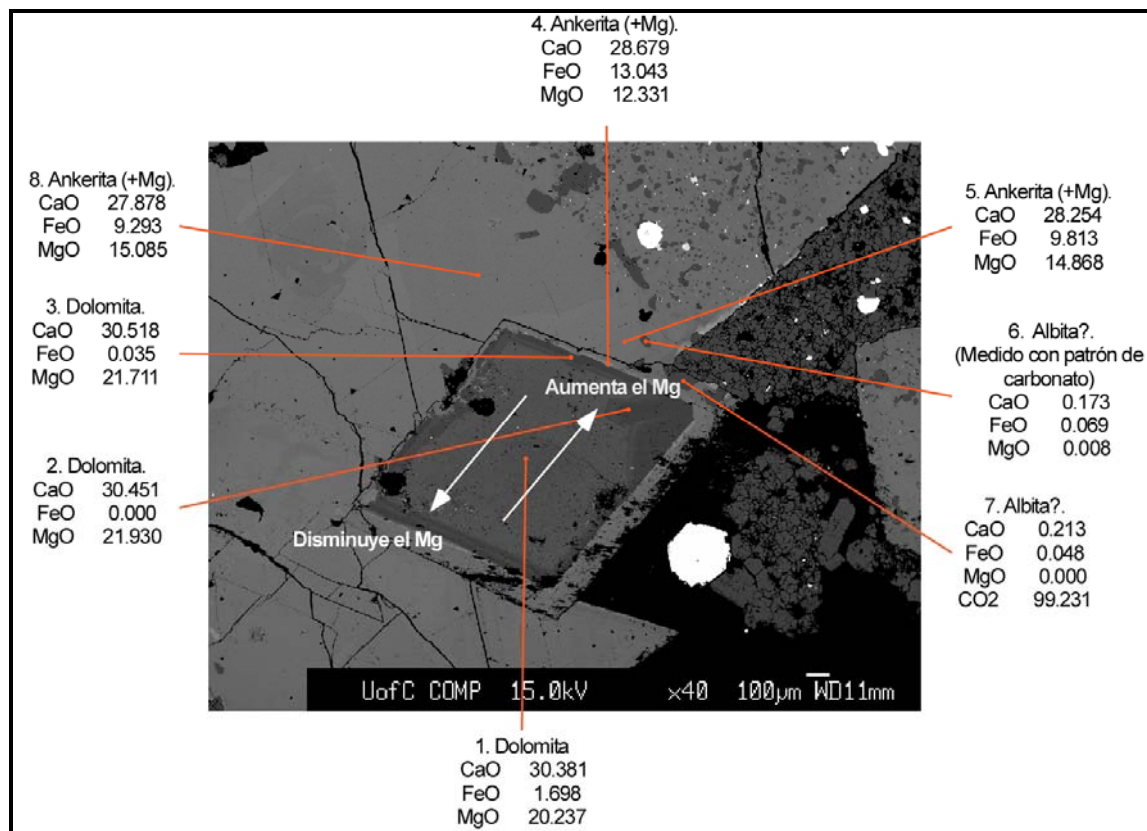 4. Ankerita (+Mg).
CaO 28.679
FeO 13.043
MgO 12.331
8. Ankerita (+Mg).
CaO 27.878
FeO 9.293
MgO 15.085
5. Ankerita (+Mg).
CaO 28.254
FeO 9.813
MgO 14.868
3. Dolomita.
CaO 30.518
FeO 0.035
MgO 21.711
6. Albita?.
(Medido con patrón de
carbonato)
CaO 0.173
FeO 0.069
MgO 0.008
Aumenta el Mg
2. Dolomita.
CaO 30.451
FeO 0.000
MgO 21.930
7. Albita?.
CaO 0.213
FeO 0.048
MgO 0.000
CO2 99.231
Disminuye el Mg
UofC COMP 15.0kV x40 100µm WD11mm
1. Dolomita
CaO 30.381
FeO 1.698
MgO 20.237